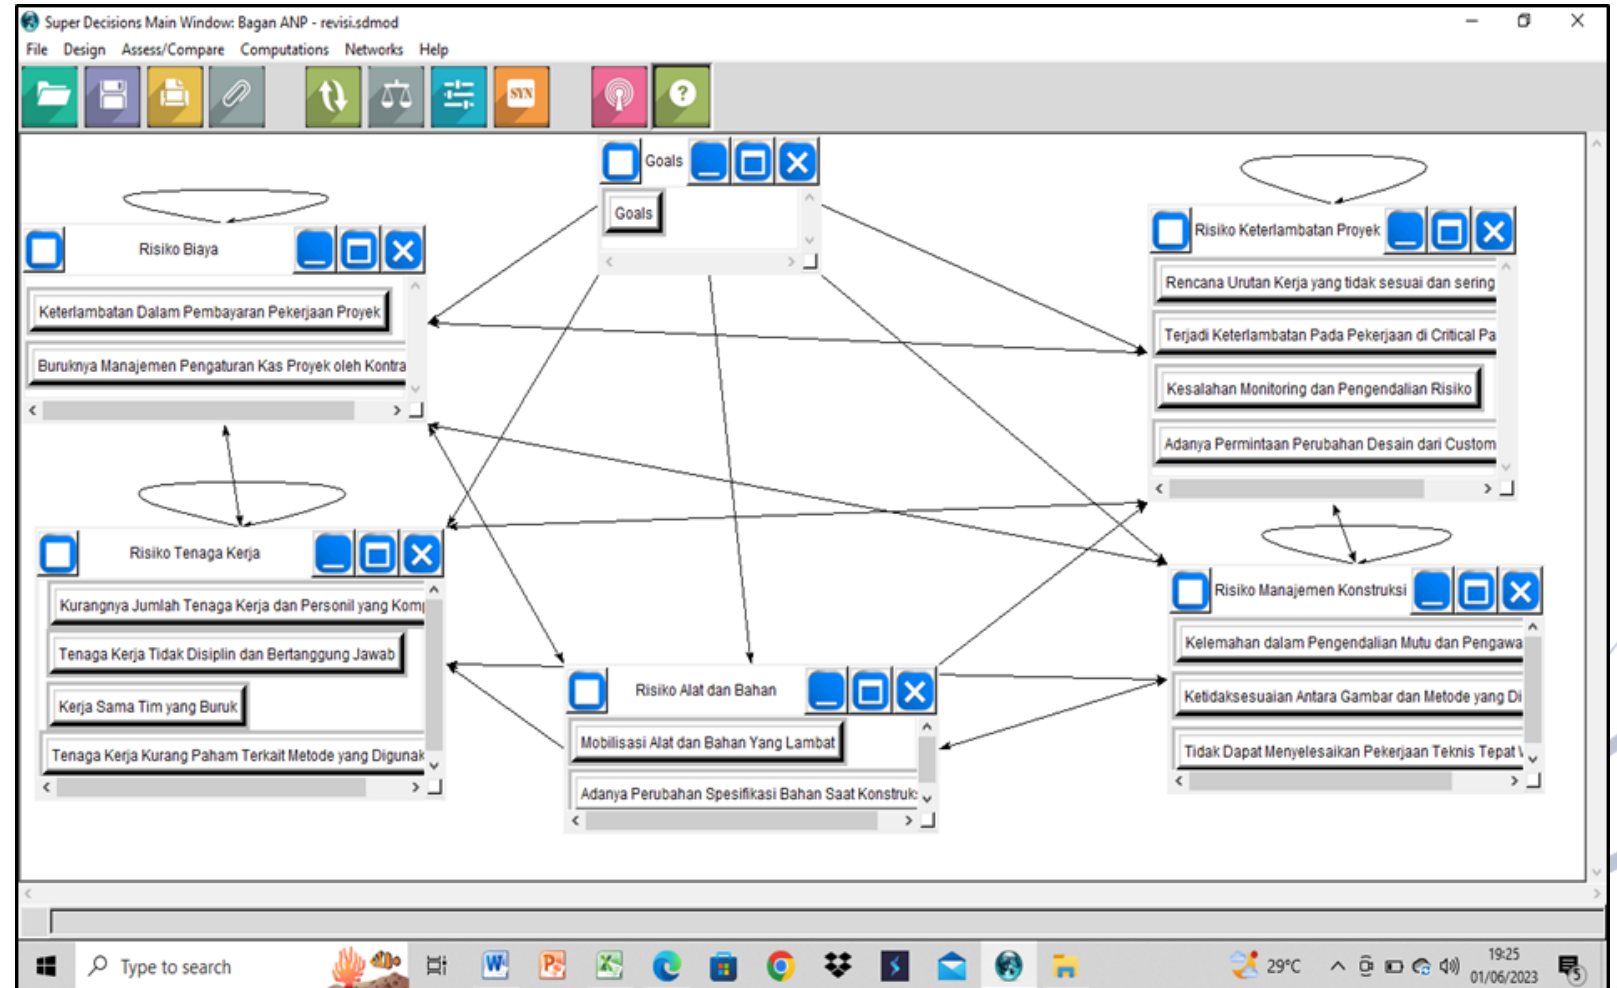 Super Decisions Main Window: Bagan ANP - revisi.sdmod
File Design Assess/Compare Computations Networks Help
SYN
?
Goals
Goals
Risiko Biaya
Keterlambatan Dalam Pembayaran Pekerjaan Proyek
Buruknya Manajemen Pengaturan Kas Proyek oleh Kontra
Risiko Keterlambatan Proyek
Rencana Urutan Kerja yang tidak sesuai dan sering
Terjadi Keterlambatan Pada Pekerjaan di Critical Pa
Kesalahan Monitoring dan Pengendalian Risiko
Adanya Permintaan Perubahan Desain dari Custom
Risiko Tenaga Kerja
Kurangnya Jumlah Tenaga Kerja dan Personil yang Komp
Tenaga Kerja Tidak Disiplin dan Bertanggung Jawab
Kerja Sama Tim yang Buruk
Tenaga Kerja Kurang Paham Terkait Metode yang Digunak
Risiko Alat dan Bahan
Mobilisasi Alat dan Bahan Yang Lambat
Adanya Perubahan Spesifikasi Bahan Saat Konstruks
Risiko Manajemen Konstruksi
Kelemahan dalam Pengendalian Mutu dan Pengawa
Ketidaksesuaian Antara Gambar dan Metode yang Di
Tidak Dapat Menyelesaikan Pekerjaan Teknis Tepat
Type to search
29°C
19:25
01/06/2023
5